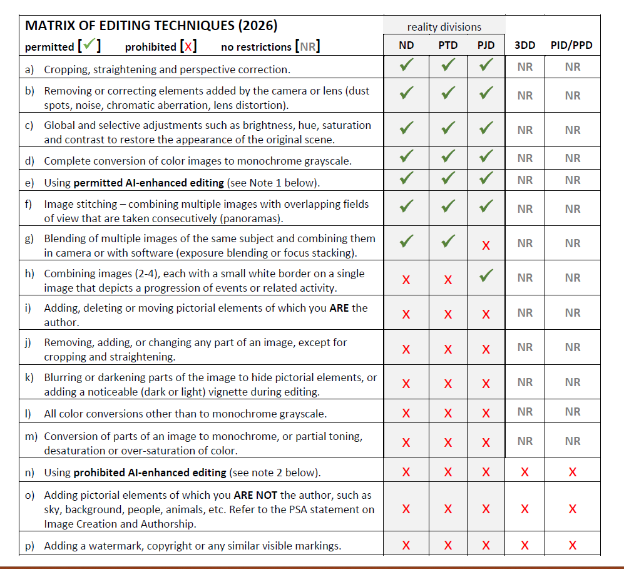 MATRIX OF EDITING TECHNIQUES (2026) reality divisions
permitted [✓] prohibited [X] no restrictions [NR] ND PTD PJD 3DD PID/PPD
a) Cropping, straightening and perspective correction. ✓ ✓ ✓ NR NR
b) Removing or correcting elements added by the camera or lens (dust
spots, noise, chromatic aberration, lens distortion). ✓ ✓ ✓ NR NR
c) Global and selective adjustments such as brightness, hue, saturation
and contrast to restore the appearance of the original scene. ✓ ✓ ✓ NR NR
d) Complete conversion of color images to monochrome grayscale. ✓ ✓ ✓ NR NR
e) Using permitted AI-enhanced editing (see Note 1 below). ✓ ✓ ✓ NR NR
f) Image stitching – combining multiple images with overlapping fields
of view that are taken consecutively (panoramas). ✓ ✓ ✓ NR NR
g) Blending of multiple images of the same subject and combining them
in camera or with software (exposure blending or focus stacking). ✓ ✓ X NR NR
h) Combining images (2-4), each with a small white border on a single
image that depicts a progression of events or related activity. X X ✓ NR NR
i) Adding, deleting or moving pictorial elements of which you ARE the
author. X X X NR NR
j) Removing, adding, or changing any part of an image, except for
cropping and straightening. X X X NR NR
k) Blurring or darkening parts of the image to hide pictorial elements, or
adding a noticeable (dark or light) vignette during editing. X X X NR NR
l) All color conversions other than to monochrome grayscale. X X X NR NR
m) Conversion of parts of an image to monochrome, or partial toning,
desaturation or over-saturation of color. X X X NR NR
n) Using prohibited AI-enhanced editing (see note 2 below). X X X X X
o) Adding pictorial elements of which you ARE NOT the author, such as
sky, background, people, animals, etc. Refer to the PSA statement on
Image Creation and Authorship. X X X X X
p) Adding a watermark, copyright or any similar visible markings. X X X X X